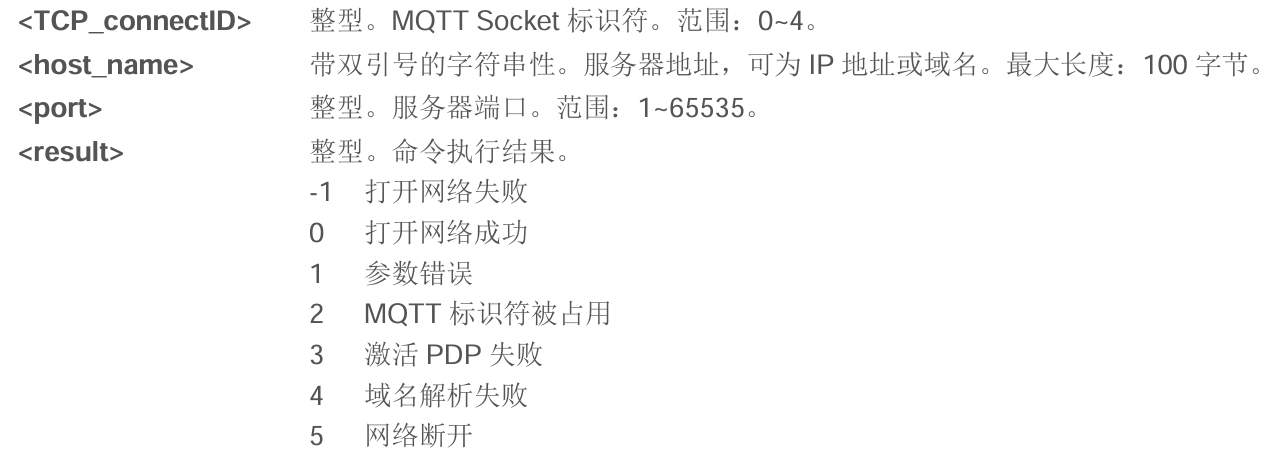 <TCP_connectID> 整型。MQTT Socket 标识符。范围：0~4。
<host_name> 带双引号的字符串性。服务器地址，可为 IP 地址或域名。最大长度：100 字节。
<port> 整型。服务器端口。范围：1~65535。
<result> 整型。命令执行结果。
-1 打开网络失败
0 打开网络成功
1 参数错误
2 MQTT 标识符被占用
3 激活 PDP 失败
4 域名解析失败
5 网络断开